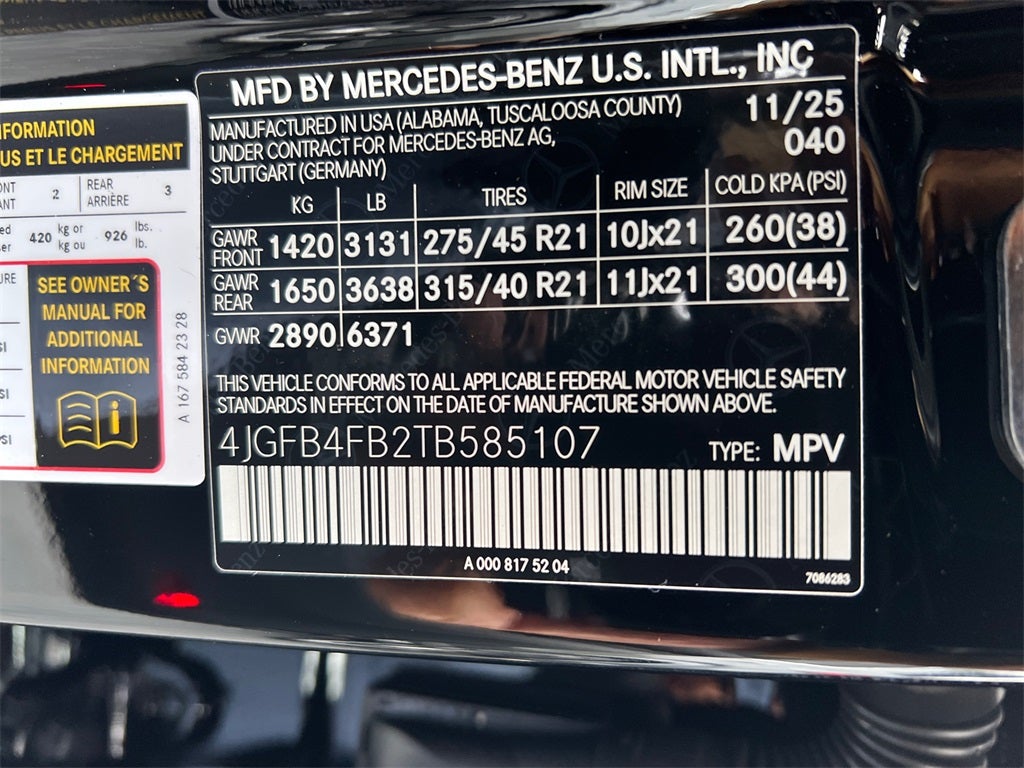 MFD BY MERCEDES-BENZ U.S. INTL., INC
MANUFACTURED IN USA (ALABAMA, TUSCALOOSA COUNTY)
UNDER CONTRACT FOR MERCEDES-BENZ AG,
STUTTGART (GERMANY)
11/25
040
KG LB TIRES RIM SIZE COLD KPA (PSI)
GAWR FRONT 1420 3131 275/45 R21 10Jx21 260(38)
GAWR REAR 1650 3638 315/40 R21 11Jx21 300(44)
GVWR 2890 6371
THIS VEHICLE CONFORMS TO ALL APPLICABLE FEDERAL MOTOR VEHICLE SAFETY
STANDARDS IN EFFECT ON THE DATE OF MANUFACTURE SHOWN ABOVE.
4JGFB4FB2TB585107 TYPE: MPV
A 000 817 52 04
7086283
ET LE CHARGEMENT
2 REAR ARRIÈRE 3
420 kg or kg ou 926 lbs. lb.
SEE OWNER´S
MANUAL FOR
ADDITIONAL
INFORMATION
A 167 584 23 28